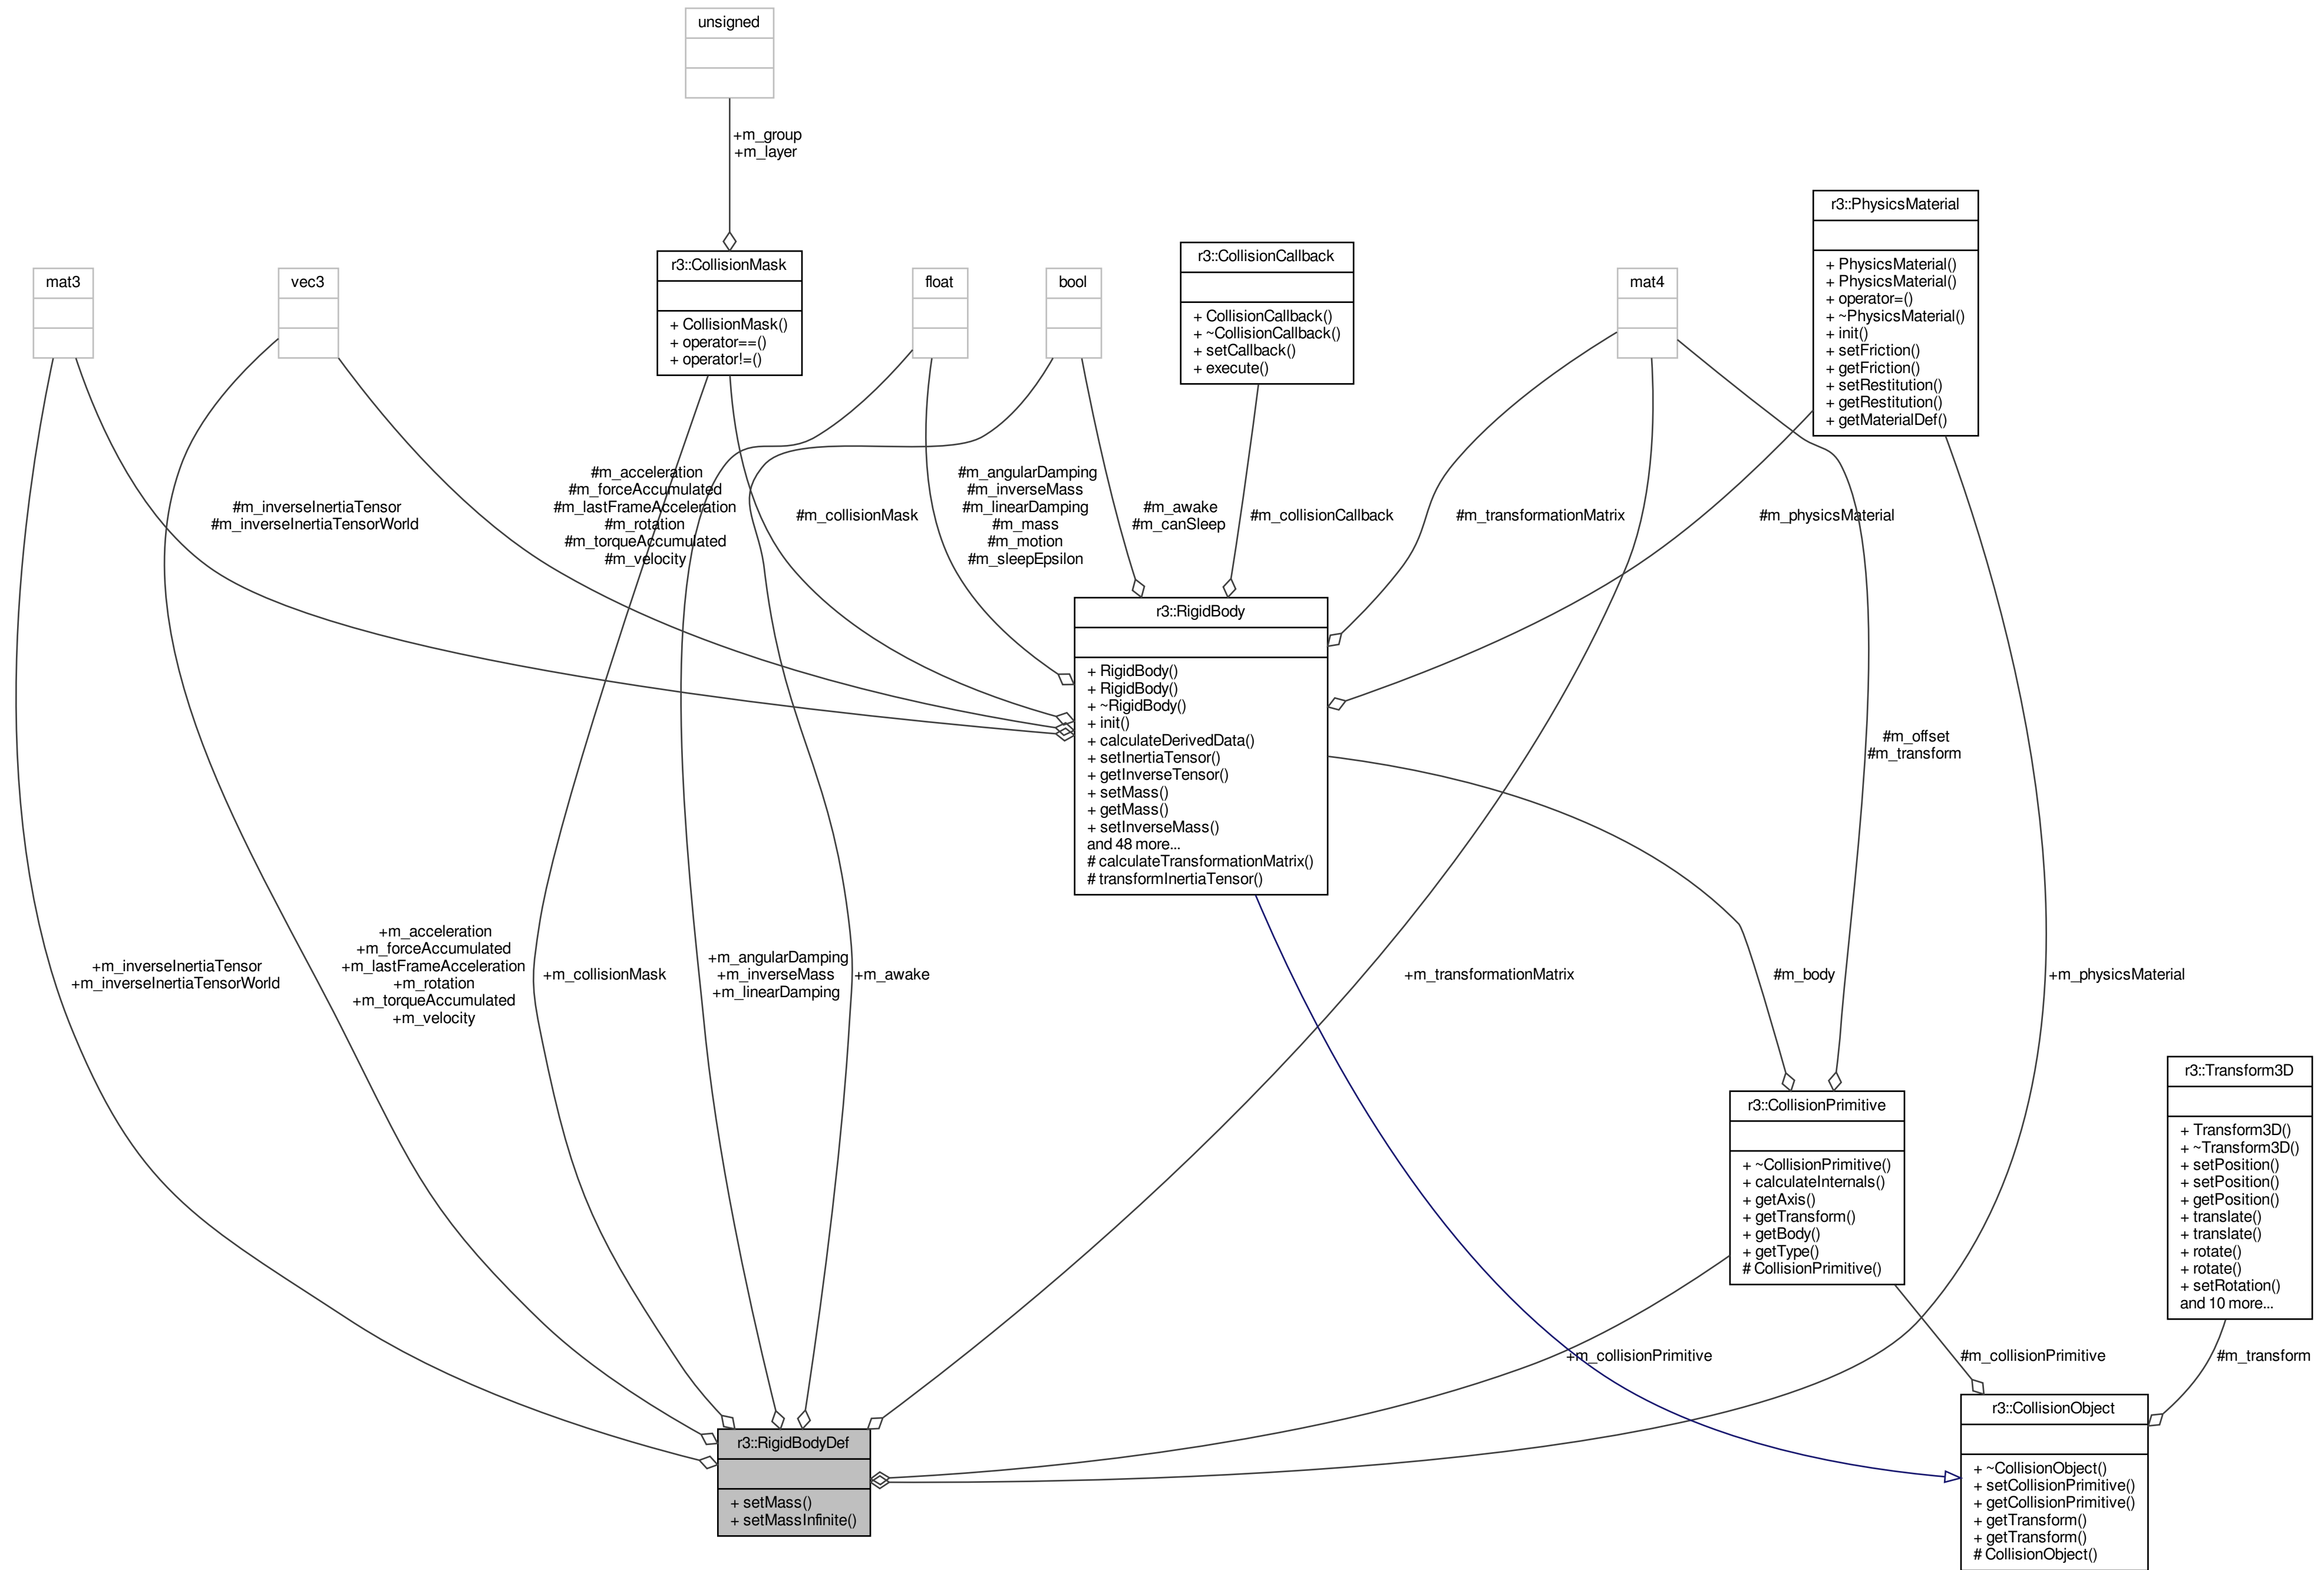 unsigned
+m_group
+m_layer
r3::PhysicsMaterial
+ PhysicsMaterial()
+ PhysicsMaterial()
+ operator=()
+ ~PhysicsMaterial()
+ init()
+ setFriction()
+ getFriction()
+ setRestitution()
+ getRestitution()
+ getMaterialDef()
mat3
vec3
r3::CollisionMask
+ CollisionMask()
+ operator==()
+ operator!=()
float
bool
r3::CollisionCallback
+ CollisionCallback()
+ ~CollisionCallback()
+ setCallback()
+ execute()
mat4
#m_inverseInertiaTensor
#m_inverseInertiaTensorWorld
#m_acceleration
#m_forceAccumulated
#m_lastFrameAcceleration
#m_rotation
#m_torqueAccumulated
#m_velocity
#m_collisionMask
#m_angularDamping
#m_inverseMass
#m_linearDamping
#m_mass
#m_motion
#m_sleepEpsilon
#m_awake
#m_canSleep
#m_collisionCallback
#m_transformationMatrix
#m_physicsMaterial
r3::RigidBody
+ RigidBody()
+ RigidBody()
+ ~RigidBody()
+ init()
+ calculateDerivedData()
+ setInertiaTensor()
+ getInverseTensor()
+ setMass()
+ getMass()
+ setInverseMass()
and 48 more...
# calculateTransformationMatrix()
# transformInertiaTensor()
#m_offset
#m_transform
+m_inverseInertiaTensor
+m_inverseInertiaTensorWorld
+m_acceleration
+m_forceAccumulated
+m_lastFrameAcceleration
+m_rotation
+m_torqueAccumulated
+m_velocity
+m_collisionMask
+m_angularDamping
+m_inverseMass
+m_linearDamping
+m_awake
+m_transformationMatrix
#m_body
+m_physicsMaterial
r3::CollisionPrimitive
+ ~CollisionPrimitive()
+ calculateInternals()
+ getAxis()
+ getTransform()
+ getBody()
+ getType()
# CollisionPrimitive()
r3::Transform3D
+ Transform3D()
+ ~Transform3D()
+ setPosition()
+ setPosition()
+ getPosition()
+ translate()
+ translate()
+ rotate()
+ rotate()
+ setRotation()
and 10 more...
+m_collisionPrimitive
#m_collisionPrimitive
#m_transform
r3::RigidBodyDef
+ setMass()
+ setMassInfinite()
r3::CollisionObject
+ ~CollisionObject()
+ setCollisionPrimitive()
+ getCollisionPrimitive()
+ getTransform()
+ getTransform()
# CollisionObject()